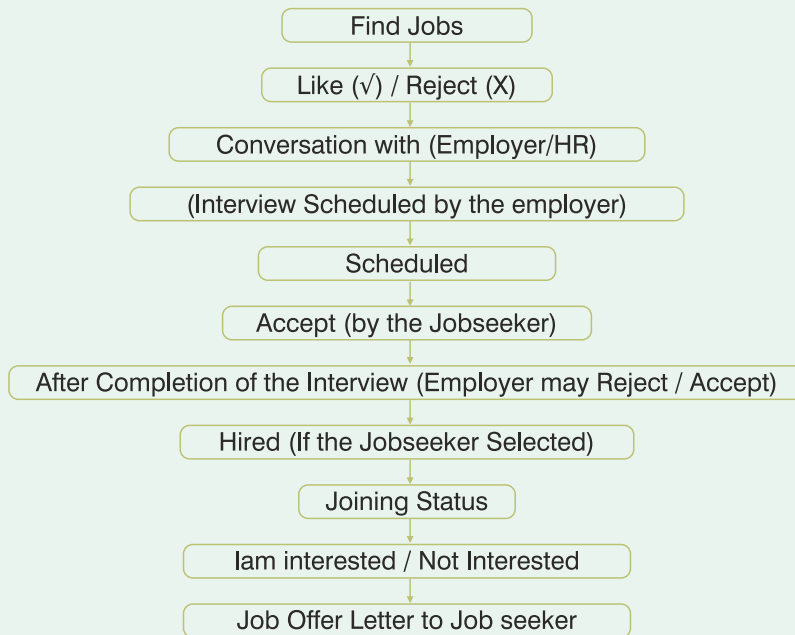 Find Jobs
Like (√) / Reject (X)
Conversation with (Employer/HR)
(Interview Scheduled by the employer)
Scheduled
Accept (by the Jobseeker)
After Completion of the Interview (Employer may Reject / Accept)
Hired (If the Jobseeker Selected)
Joining Status
Iam interested / Not Interested
Job Offer Letter to Job seeker